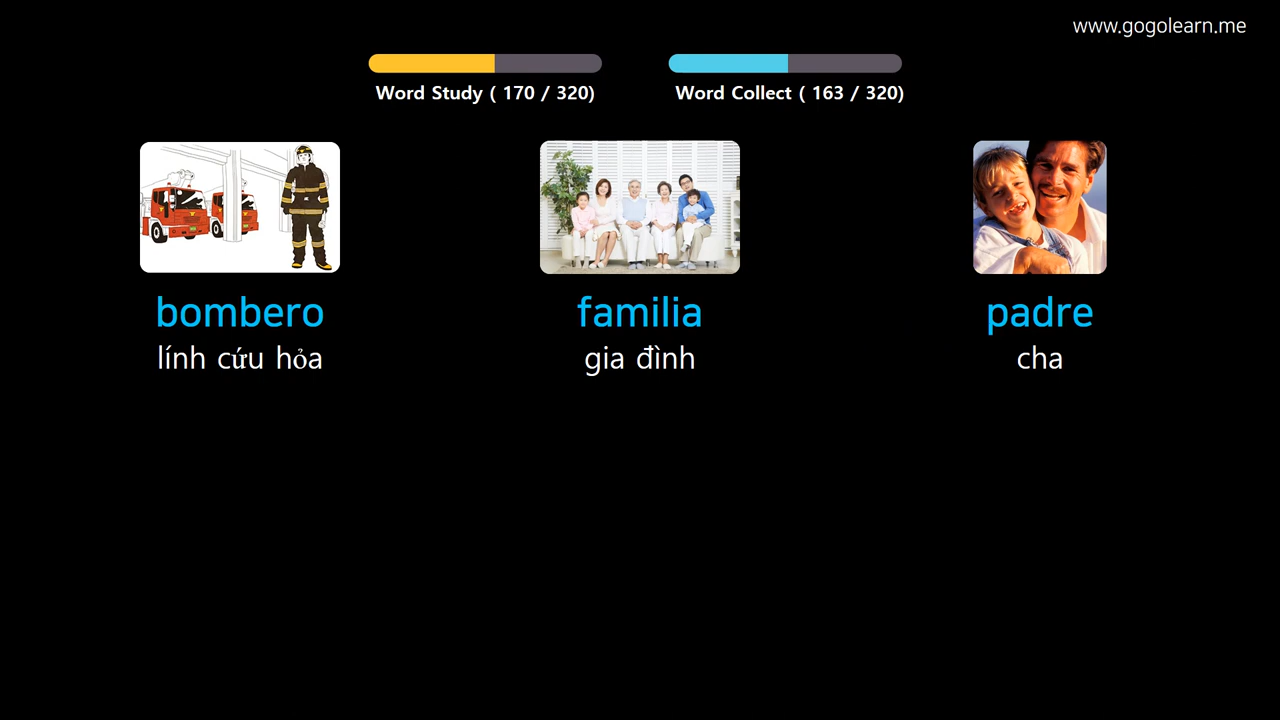 www.gogolearn.me
Word Study ( 170 / 320)
Word Collect ( 163 / 320)
bombero
familia
padre
lính cứu hỏa
gia đình
cha